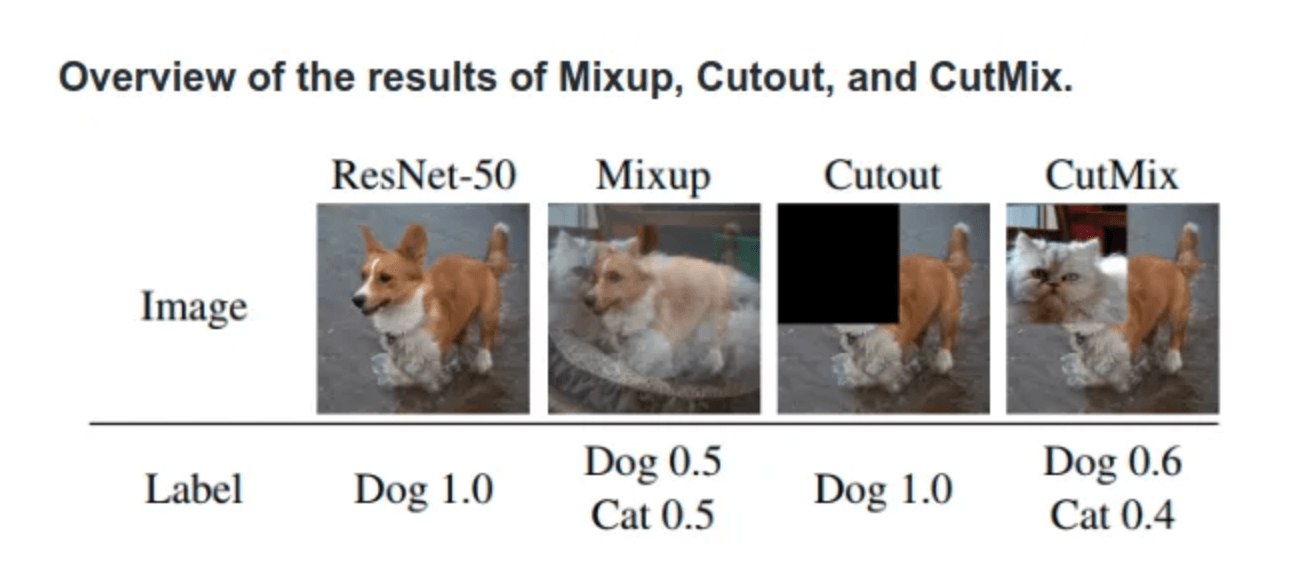 Overview of the results of Mixup, Cutout, and CutMix.
ResNet-50 Mixup Cutout CutMix
Image
Label Dog 1.0 Dog 0.5 Cat 0.5 Dog 1.0 Dog 0.6 Cat 0.4